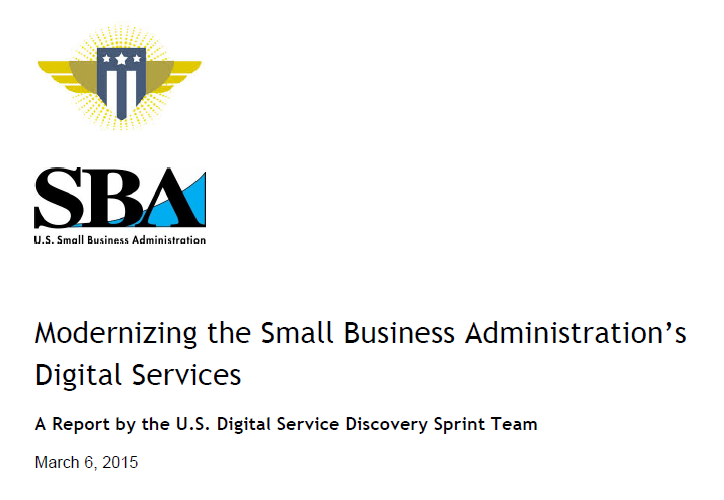 SBA
U.S. Small Business Administration
Modernizing the Small Business Administration’s
Digital Services
A Report by the U.S. Digital Service Discovery Sprint Team
March 6, 2015